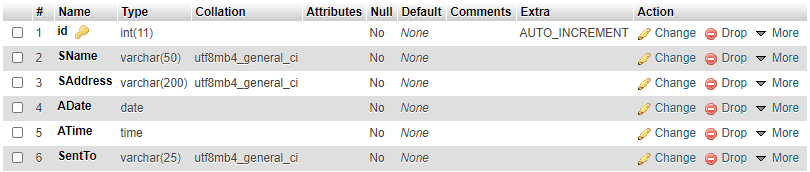 # Name Type Collation Attributes Null Default Comments Extra Action
1 id int(11) No None AUTO_INCREMENT Change Drop More
2 SName varchar(50) utf8mb4_general_ci No None Change Drop More
3 SAddress varchar(200) utf8mb4_general_ci No None Change Drop More
4 ADate date No None Change Drop More
5 ATime time No None Change Drop More
6 SentTo varchar(25) utf8mb4_general_ci No None Change Drop More